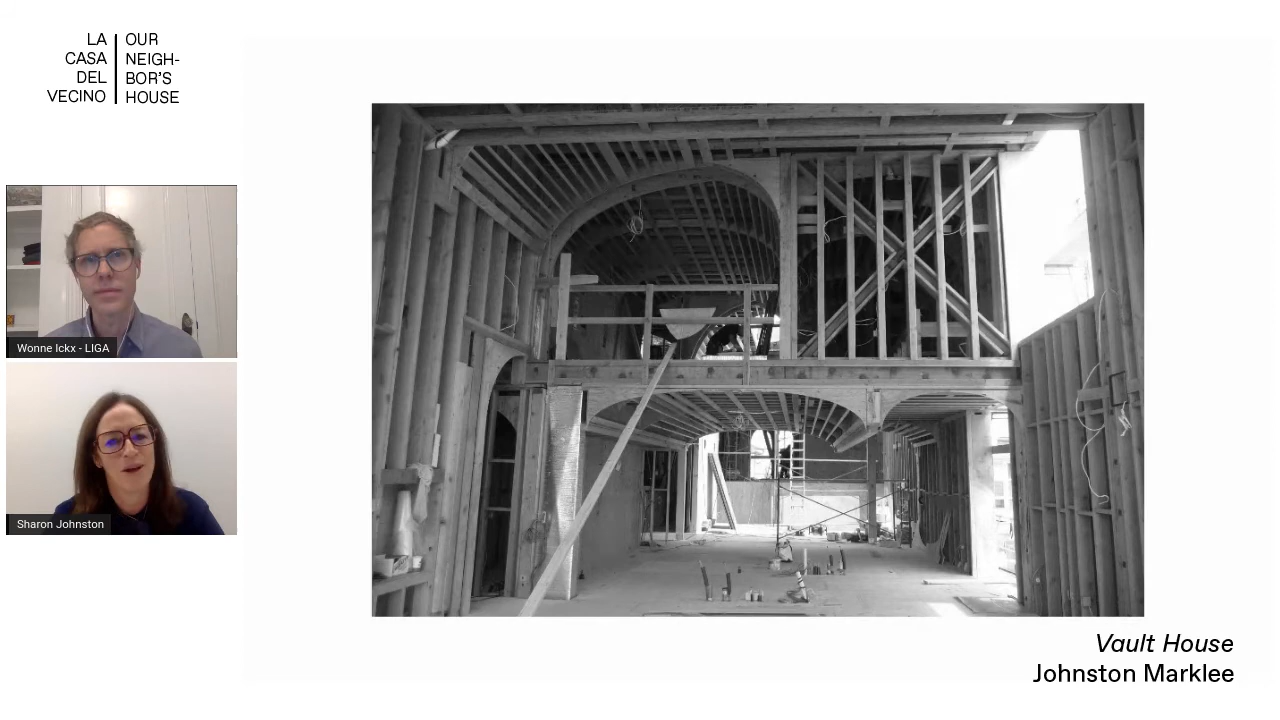 LA
CASA
DEL
VECINO
OUR
NEIGH-
BOR'S
HOUSE
Wonne Ickx - LIGA
Sharon Johnston
Vault House
Johnston Marklee